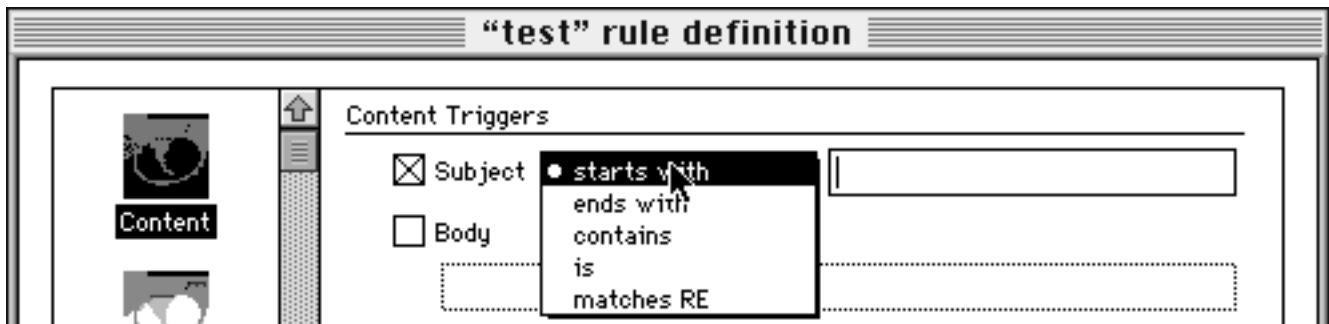 “test” rule definition
Content Triggers
Content
Subject
starts with
ends with
contains
is
matches RE
Body